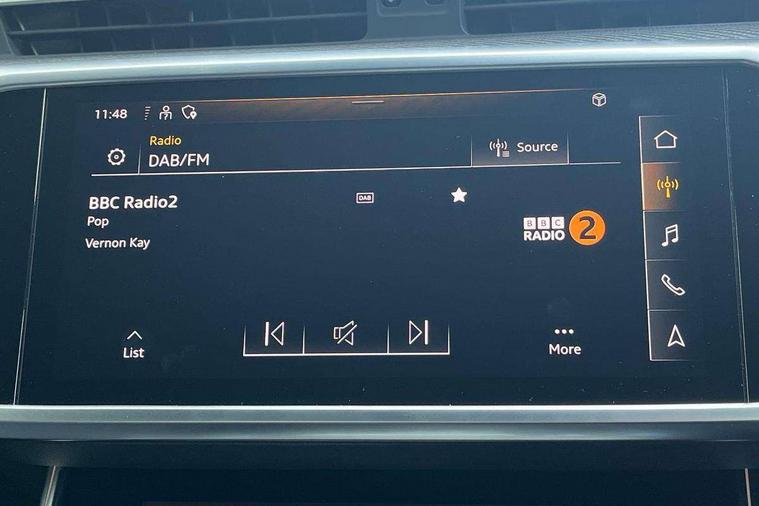 11:48
Radio
DAB/FM
Source
BBC Radio2
DAB
Pop
Vernon Kay
BBC
RADIO 2
List
More